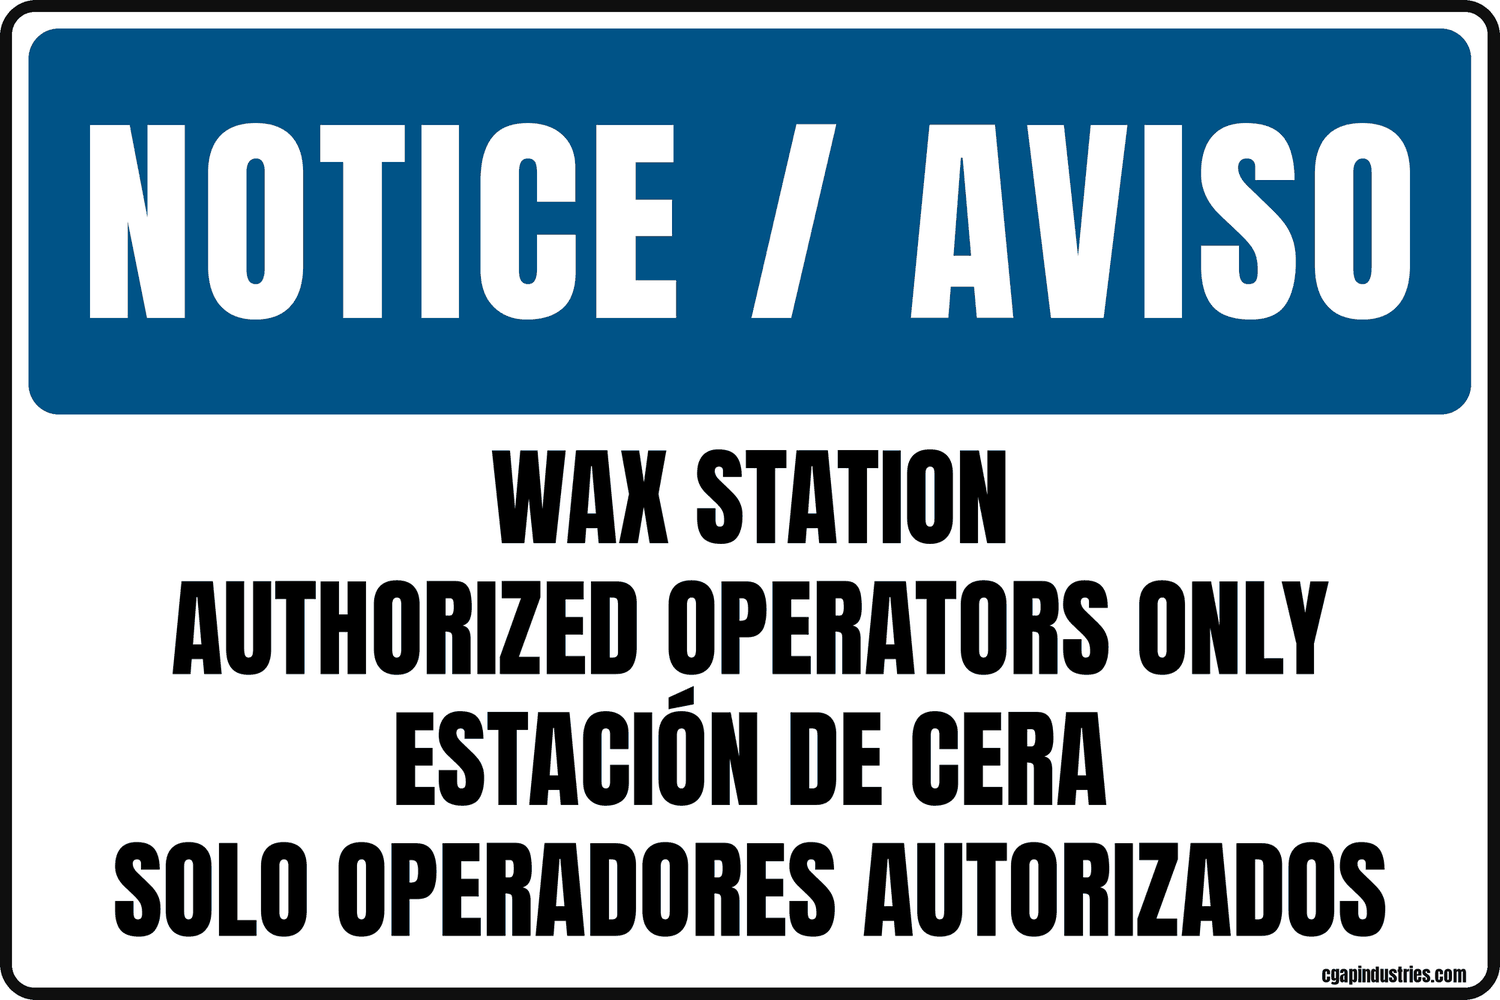 NOTICE / AVISO
WAX STATION
AUTHORIZED OPERATORS ONLY
ESTACIÓN DE CERA
SOLO OPERADORES AUTORIZADOS
cgapindustries.com